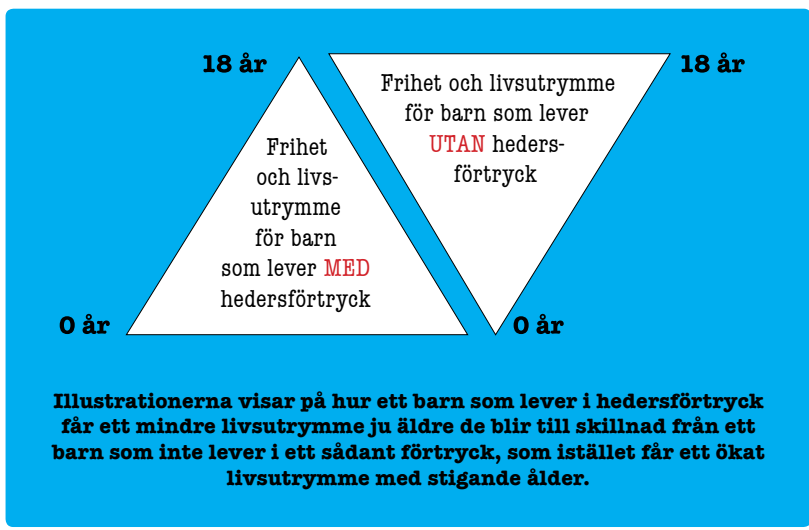 18 år
Frihet
och livs-
utrymme
för barn
som lever MED
hedersförtryck
0 år
Frihet och livsutrymme
för barn som lever
UTAN heders-
förtryck
18 år
0 år
Illustrationerna visar på hur ett barn som lever i hedersförtryck
får ett mindre livsutrymme ju äldre de blir till skillnad från ett
barn som inte lever i ett sådant förtryck, som istället får ett ökat
livsutrymme med stigande ålder.